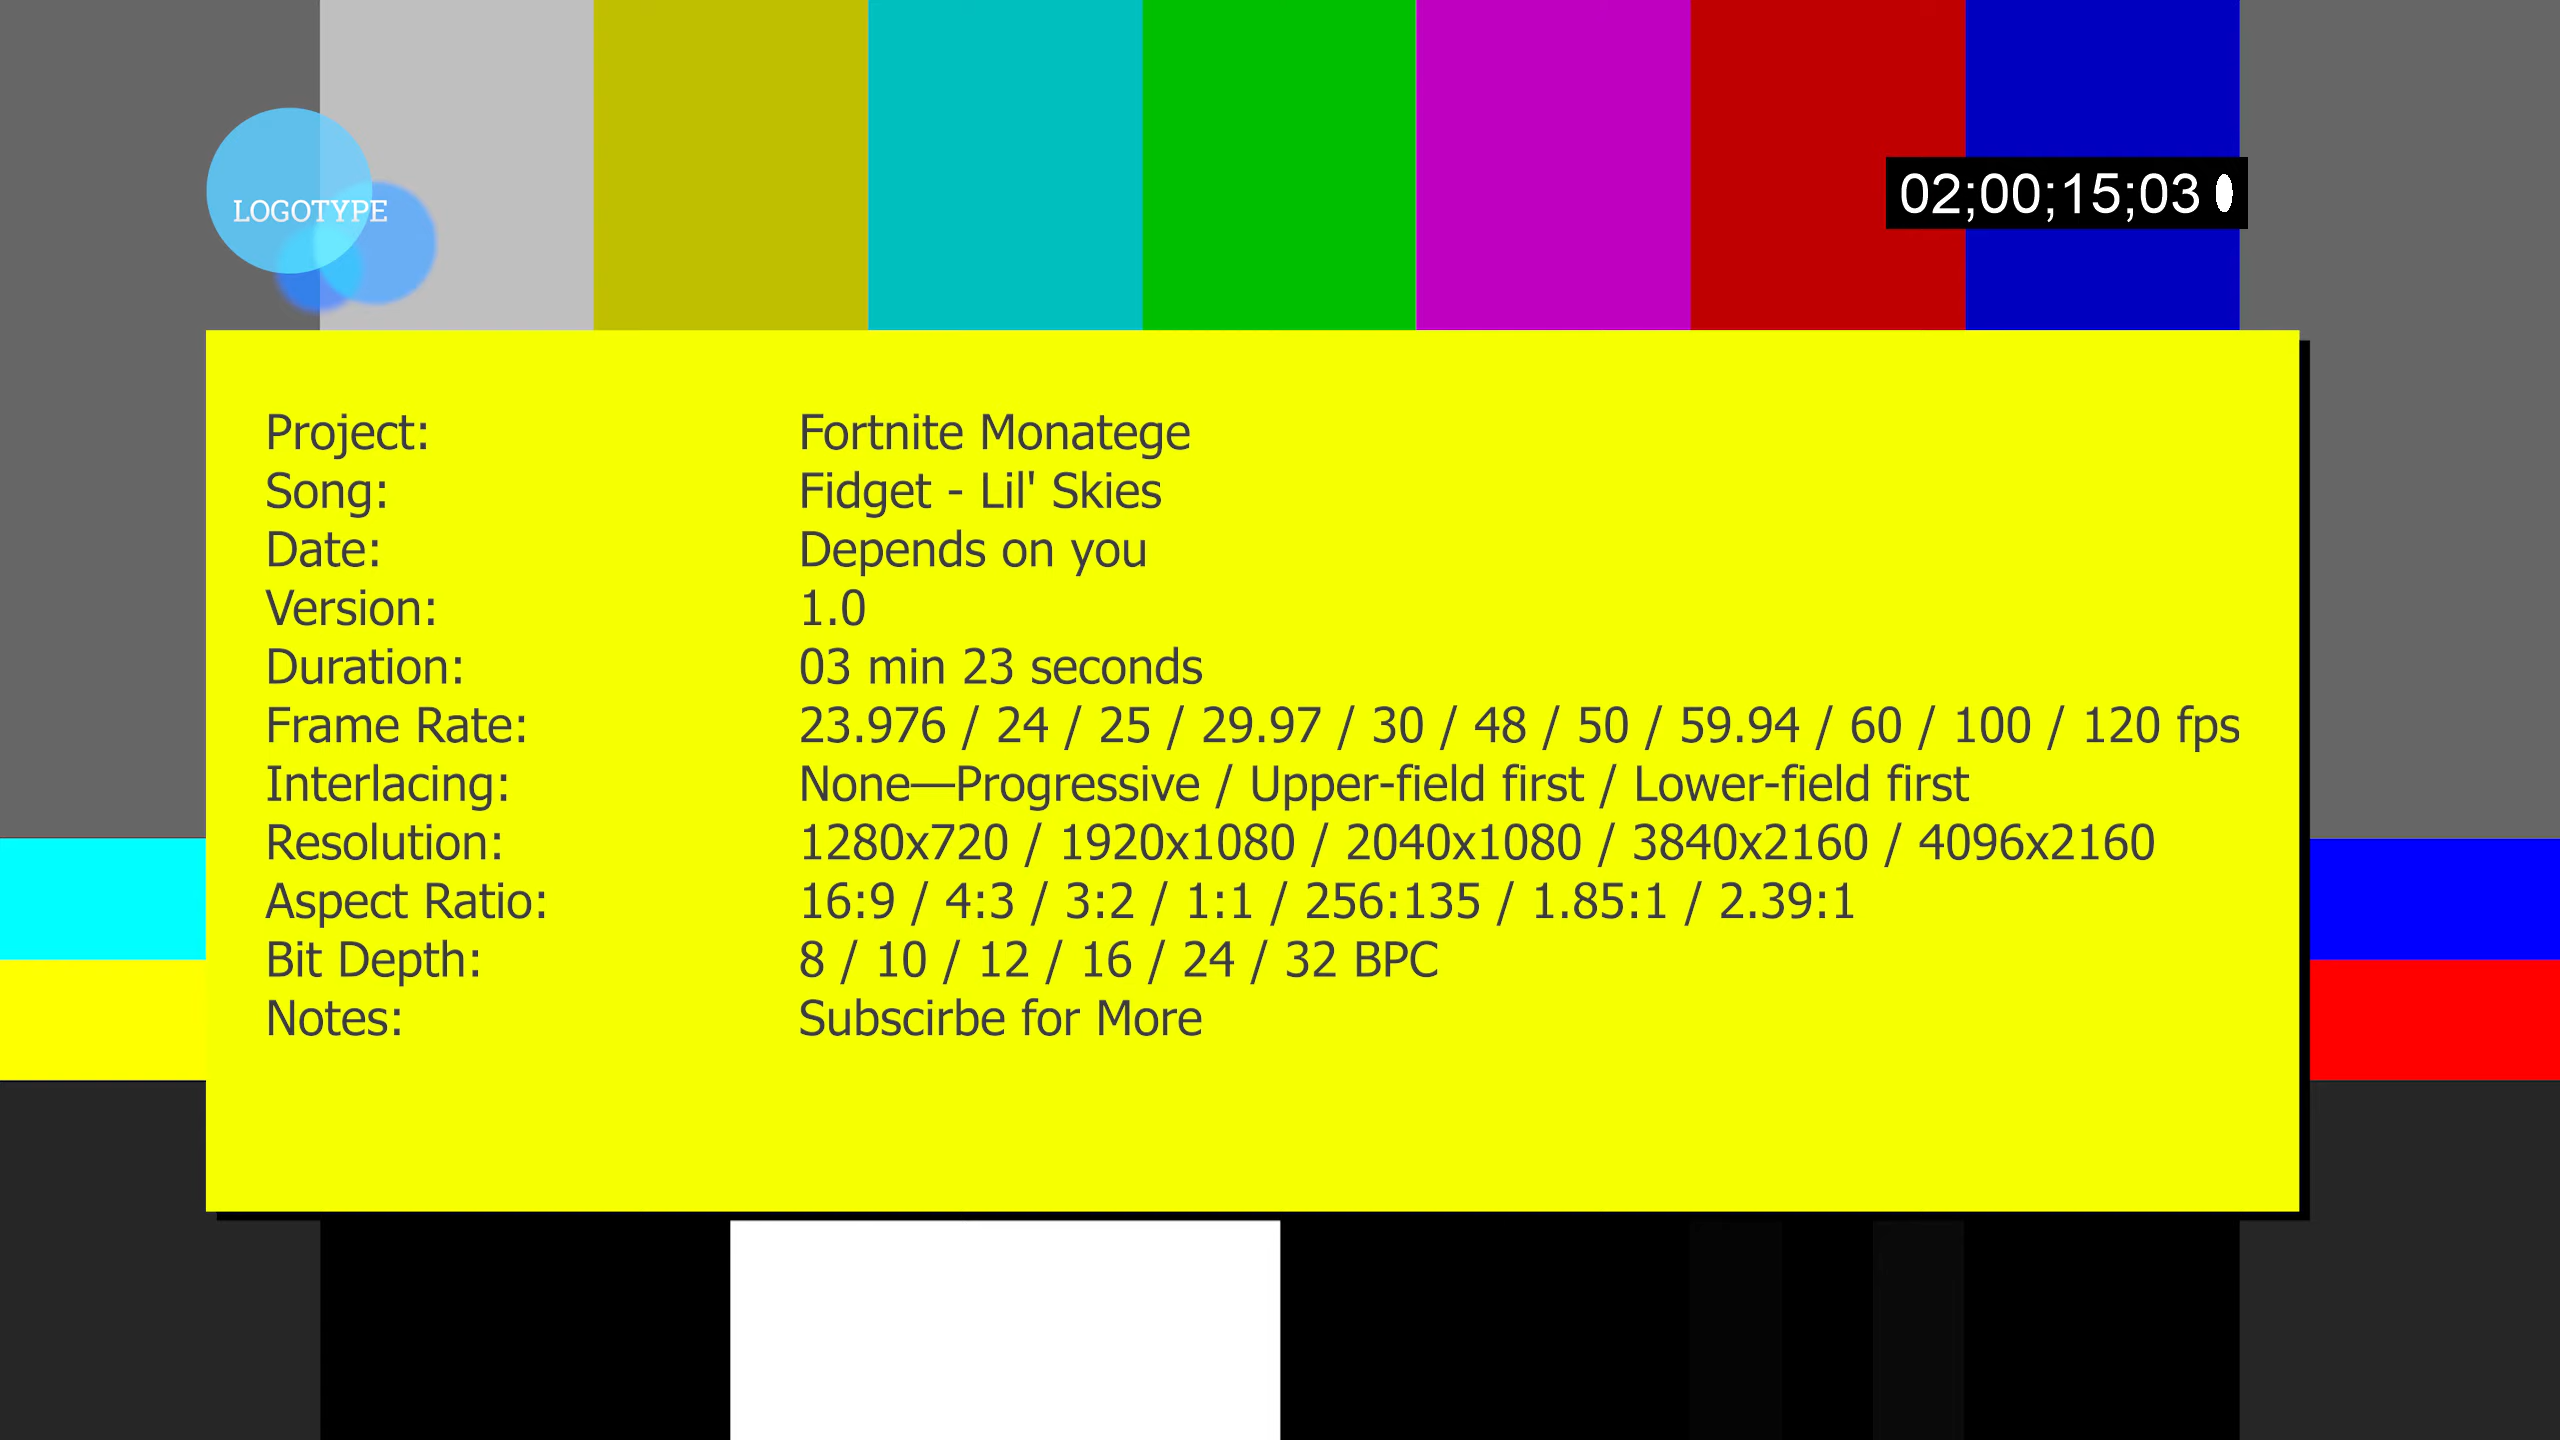 LOGOTYPE
02;00;15;03
Project: Fortnite Monatege
Song: Fidget - Lil' Skies
Date: Depends on you
Version: 1.0
Duration: 03 min 23 seconds
Frame Rate: 23.976 / 24 / 25 / 29.97 / 30 / 48 / 50 / 59.94 / 60 / 100 / 120 fps
Interlacing: None—Progressive / Upper-field first / Lower-field first
Resolution: 1280x720 / 1920x1080 / 2040x1080 / 3840x2160 / 4096x2160
Aspect Ratio: 16:9 / 4:3 / 3:2 / 1:1 / 256:135 / 1.85:1 / 2.39:1
Bit Depth: 8 / 10 / 12 / 16 / 24 / 32 BPC
Notes: Subscirbe for More